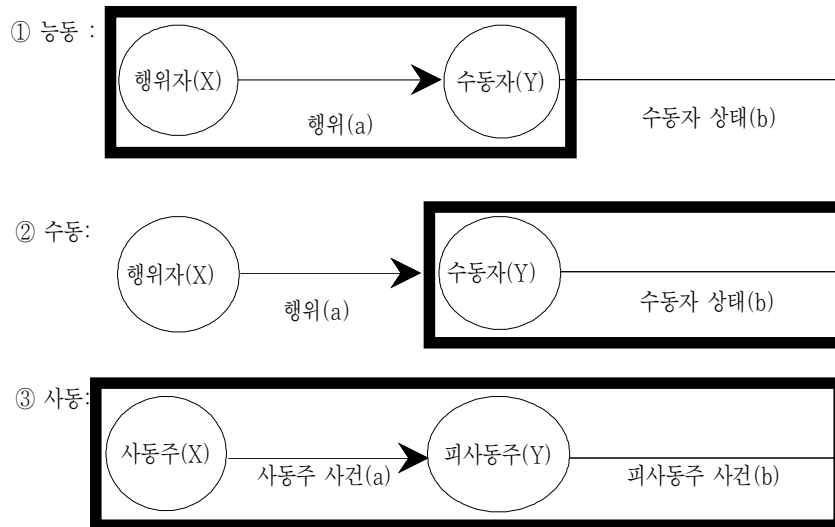 ① 능동 :
행위자(X) 수동자(Y)
행위(a) 수동자 상태(b)
② 수동:
행위자(X) 수동자(Y)
행위(a) 수동자 상태(b)
③ 사동:
사동주(X) 피사동주(Y)
사동주 사건(a) 피사동주 사건(b)